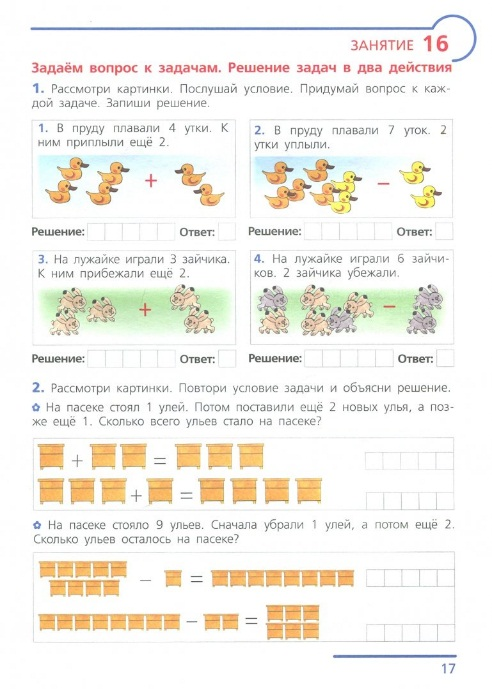 ЗАНЯТИЕ 16
Задаём вопрос к задачам. Решение задач в два действия
1. Рассмотри картинки. Послушай условие. Придумай вопрос к каж-
дой задаче. Запиши решение.
1. В пруду плавали 4 утки. К
ним приплыли ещё 2.
+
Решение:
Ответ:
2. В пруду плавали 7 уток. 2
утки уплыли.
−
Решение:
Ответ:
3. На лужайке играли 3 зайчика.
К ним прибежали ещё 2.
+
Решение:
Ответ:
4. На лужайке играли 6 зайчи-
ков. 2 зайчика убежали.
−
Решение:
Ответ:
2. Рассмотри картинки. Повтори условие задачи и объясни решение.
✿ На пасеке стоял 1 улей. Потом поставили ещё 2 новых улья, а поз-
же ещё 1. Сколько всего ульев стало на пасеке?
+ =
+ =
✿ На пасеке стояло 9 ульев. Сначала убрали 1 улей, а потом ещё 2.
Сколько ульев осталось на пасеке?
− =
− =
17